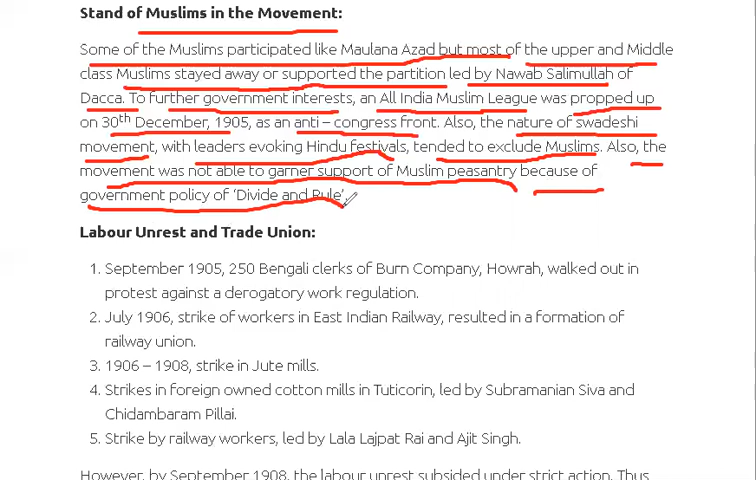 Stand of Muslims in the Movement:
Some of the Muslims participated like Maulana Azad but most of the upper and Middle
class Muslims stayed away or supported the partition led by Nawab Salimullah of
Dacca. To further government interests, an All India Muslim League was propped up
on 30th December, 1905, as an anti – congress front. Also, the nature of swadeshi
movement, with leaders evoking Hindu festivals, tended to exclude Muslims. Also, the
movement was not able to garner support of Muslim peasantry because of
government policy of ‘Divide and Rule’.
Labour Unrest and Trade Union:
1. September 1905, 250 Bengali clerks of Burn Company, Howrah, walked out in
protest against a derogatory work regulation.
2. July 1906, strike of workers in East Indian Railway, resulted in a formation of
railway union.
3. 1906 – 1908, strike in Jute mills.
4. Strikes in foreign owned cotton mills in Tuticorin, led by Subramanian Siva and
Chidambaram Pillai.
5. Strike by railway workers, led by Lala Lajpat Rai and Ajit Singh.
However, by September 1908, the labour unrest subsided under strict action. Thus